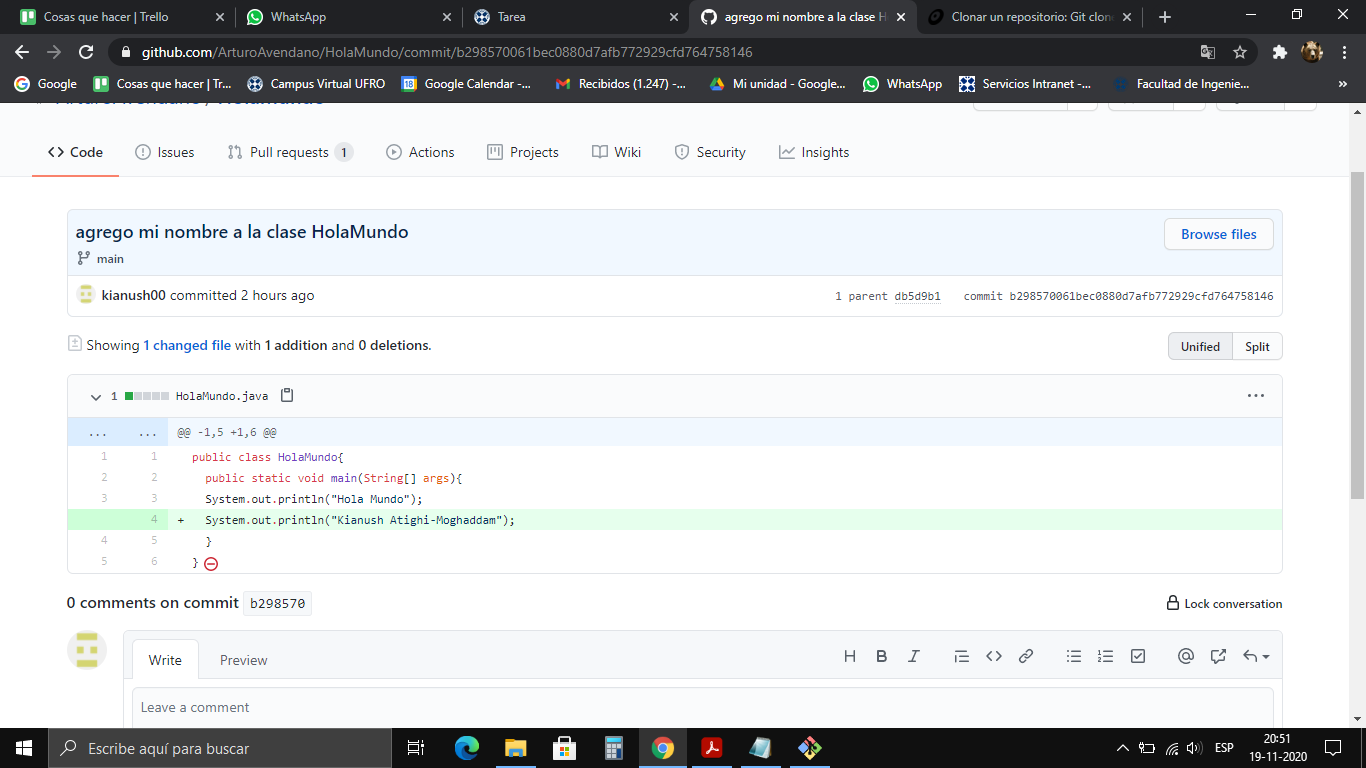 Cosas que hacer | Trello
WhatsApp
Tarea
agrego mi nombre a la clase H
Clonar un repositorio: Git clon
github.com/ArturoAvendano/HolaMundo/commit/b298570061bec0880d7afb772929cfd764758146
Google
Cosas que hacer | Tr...
Campus Virtual UFRO
Google Calendar -...
Recibidos (1.247) -...
Mi unidad - Google...
WhatsApp
Servicios Intranet -...
Facultad de Ingenie...
»
Code
Issues
Pull requests 1
Actions
Projects
Wiki
Security
Insights
agrego mi nombre a la clase HolaMundo
Browse files
main
kianush00 committed 2 hours ago
1 parent db5d9b1 commit b298570061bec0880d7afb772929cfd764758146
Showing 1 changed file with 1 addition and 0 deletions.
Unified Split
1 HolaMundo.java
... ... @@ -1,5 +1,6 @@
1 1 public class HolaMundo{
2 2 public static void main(String[] args){
3 3 System.out.println("Hola Mundo");
4 + System.out.println("Kianush Atighi-Moghaddam");
4 5 }
5 6 }
0 comments on commit b298570
Lock conversation
Write Preview
Leave a comment
Escribe aquí para buscar
ESP
20:51
19-11-2020